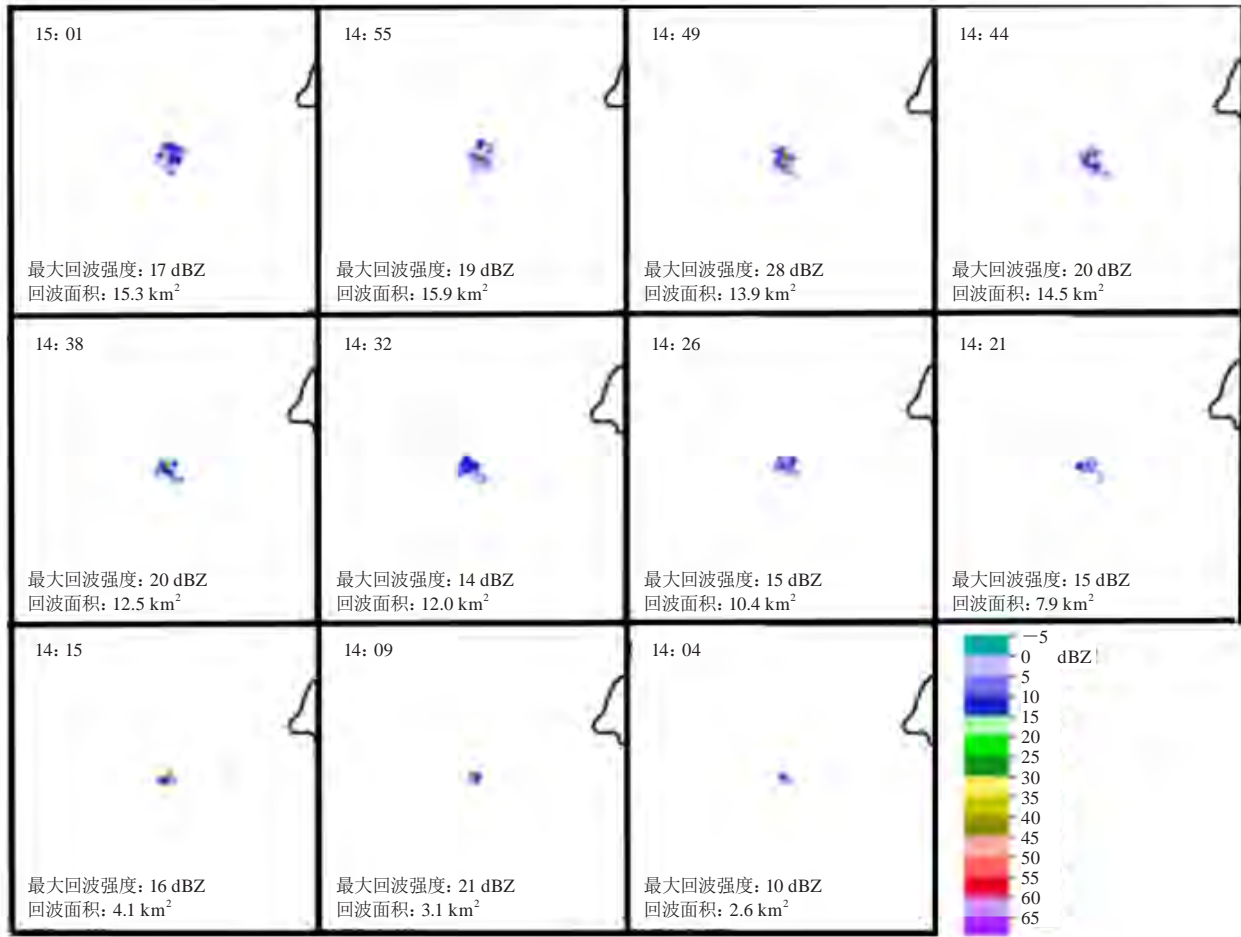 15: 01
最大回波强度: 17 dBZ
回波面积: 15.3 km²
14: 55
最大回波强度: 19 dBZ
回波面积: 15.9 km²
14: 49
最大回波强度: 28 dBZ
回波面积: 13.9 km²
14: 44
最大回波强度: 20 dBZ
回波面积: 14.5 km²
14: 38
最大回波强度: 20 dBZ
回波面积: 12.5 km²
14: 32
最大回波强度: 14 dBZ
回波面积: 12.0 km²
14: 26
最大回波强度: 15 dBZ
回波面积: 10.4 km²
14: 21
最大回波强度: 15 dBZ
回波面积: 7.9 km²
14: 15
最大回波强度: 16 dBZ
回波面积: 4.1 km²
14: 09
最大回波强度: 21 dBZ
回波面积: 3.1 km²
14: 04
最大回波强度: 10 dBZ
回波面积: 2.6 km²
−5
0 dBZ
5
10
15
20
25
30
35
40
45
50
55
60
65